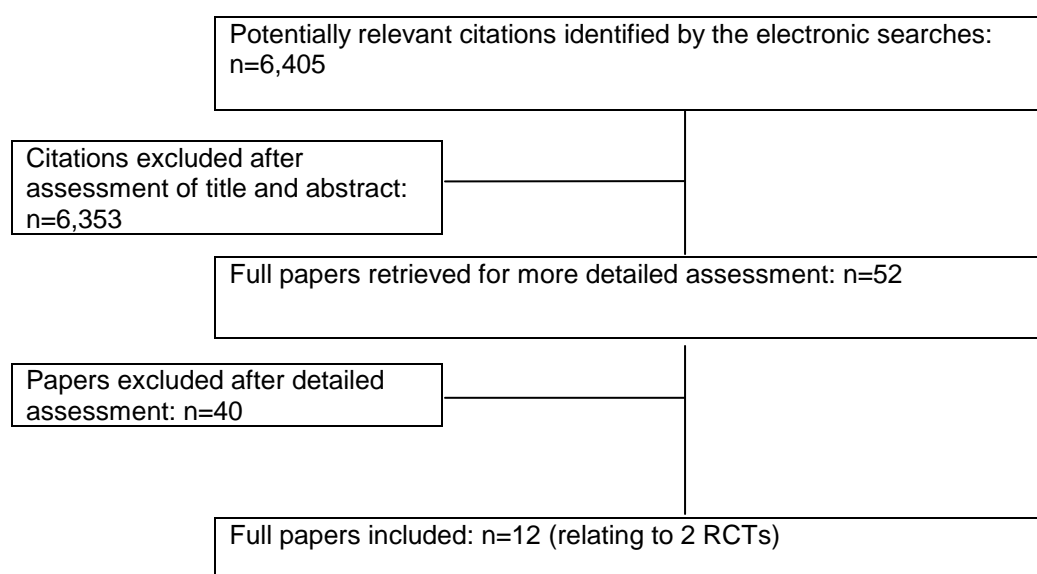 Potentially relevant citations identified by the electronic searches:
n=6,405
Citations excluded after
assessment of title and abstract:
n=6,353
Full papers retrieved for more detailed assessment: n=52
Papers excluded after detailed
assessment: n=40
Full papers included: n=12 (relating to 2 RCTs)